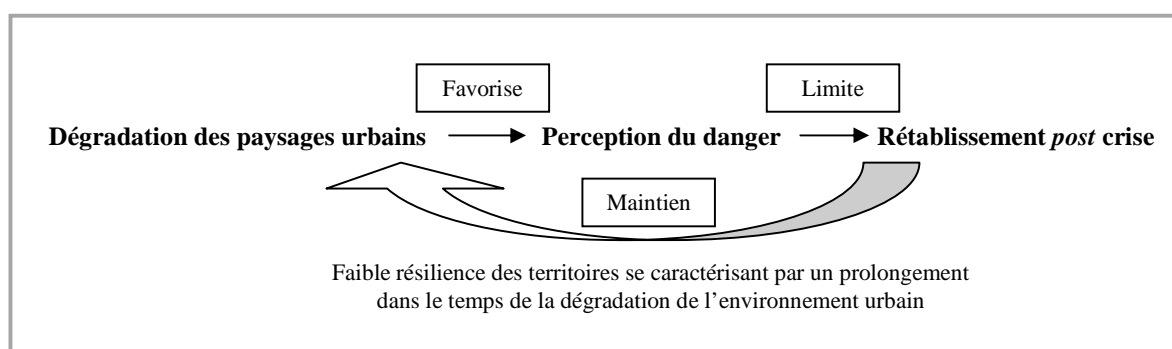 Favorise
Limite
Dégradation des paysages urbains
Perception du danger
Rétablissement post crise
Maintien
Faible résilience des territoires se caractérisant par un prolongement
dans le temps de la dégradation de l'environnement urbain